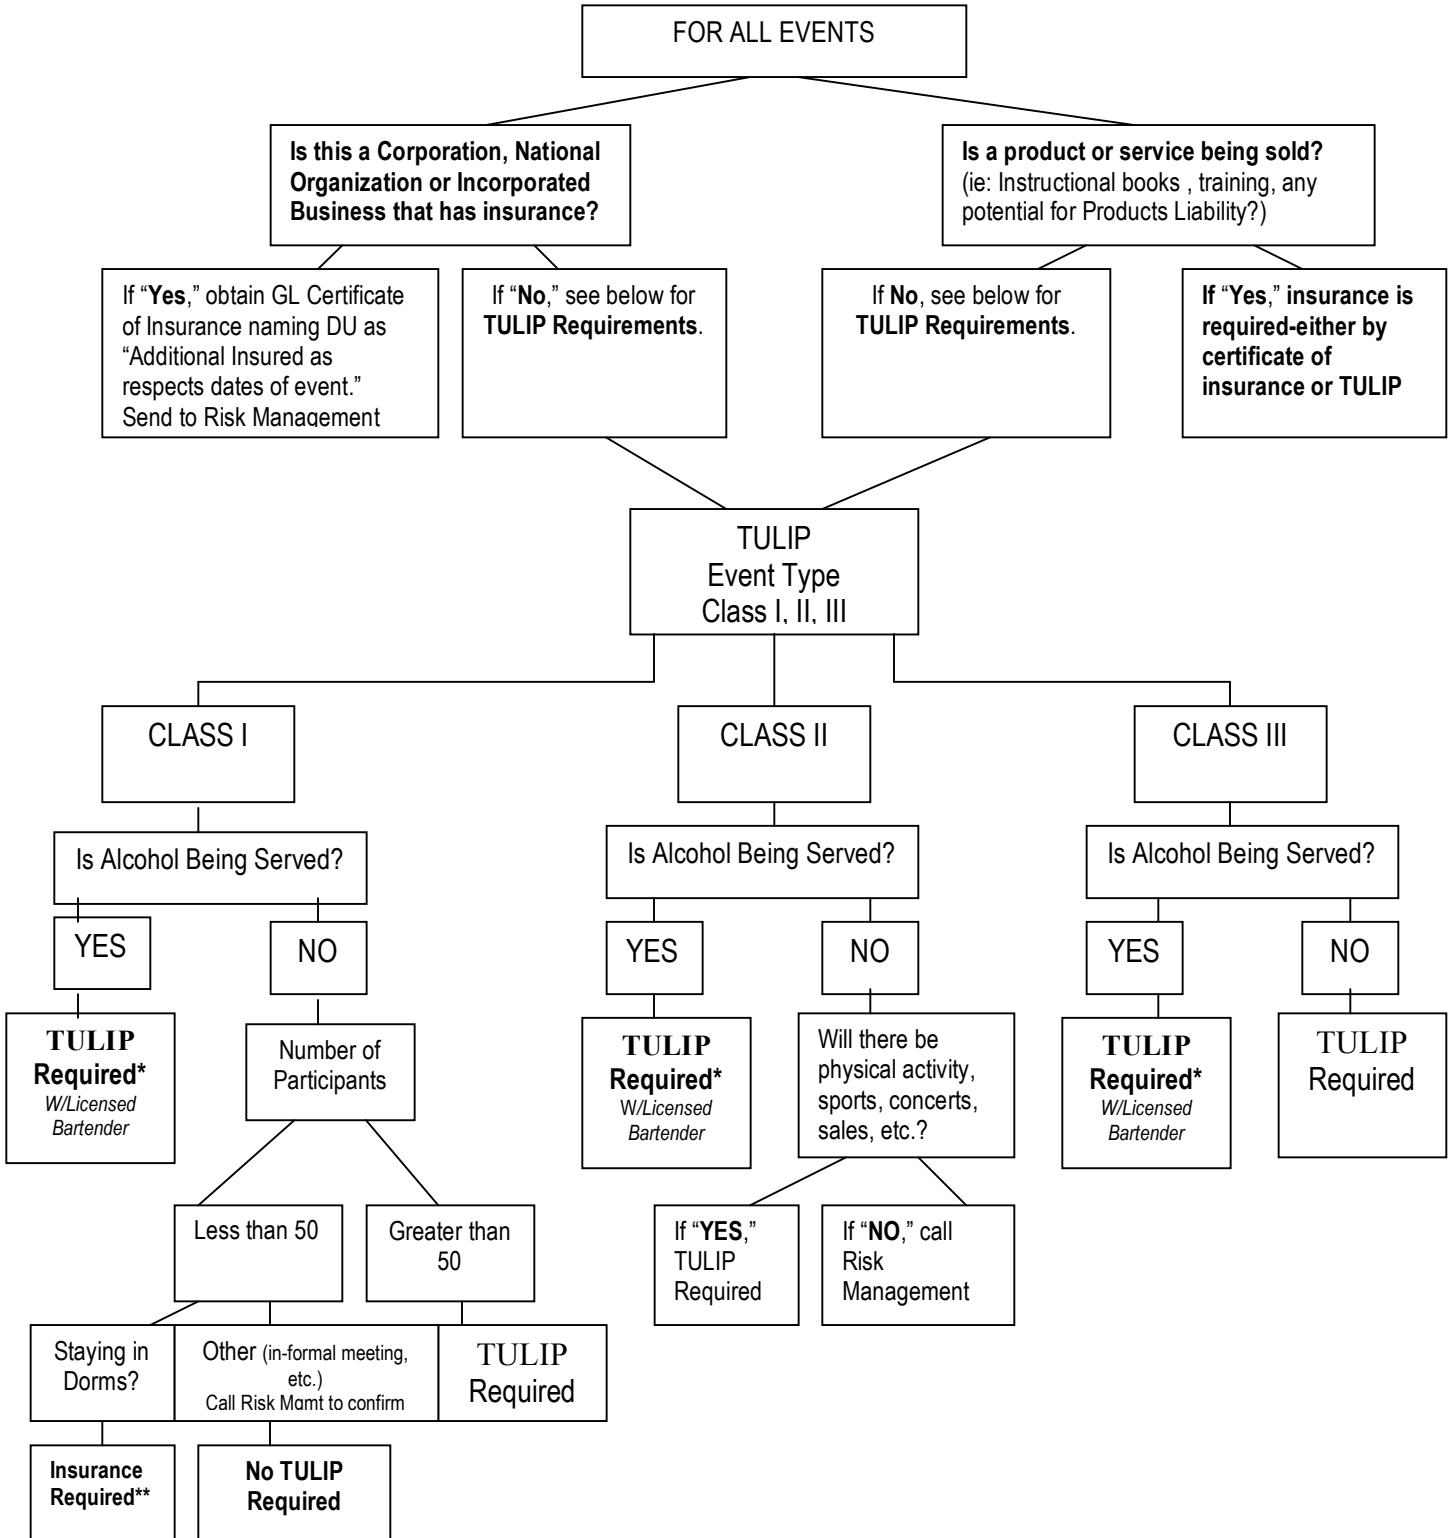 FOR ALL EVENTS
Is this a Corporation, National
Organization or Incorporated
Business that has insurance?
Is a product or service being sold?
(ie: Instructional books , training, any
potential for Products Liability?)
If “Yes,” obtain GL Certificate
of Insurance naming DU as
“Additional Insured as
respects dates of event.”
Send to Risk Management
If “No,” see below for
TULIP Requirements.
If No, see below for
TULIP Requirements.
If “Yes,” insurance is
required-either by
certificate of
insurance or TULIP
TULIP
Event Type
Class I, II, III
CLASS I
CLASS II
CLASS III
Is Alcohol Being Served?
Is Alcohol Being Served?
Is Alcohol Being Served?
YES
NO
YES
NO
YES
NO
TULIP
Required*
W/Licensed
Bartender
Number of
Participants
TULIP
Required*
W/Licensed
Bartender
Will there be
physical activity,
sports, concerts,
sales, etc.?
TULIP
Required*
W/Licensed
Bartender
TULIP
Required
Less than 50
Greater than
50
If “YES,”
TULIP
Required
If “NO,” call
Risk
Management
Staying in
Dorms?
Other (in-formal meeting,
etc.)
Call Risk Mgmt to confirm
TULIP
Required
Insurance
Required**
No TULIP
Required